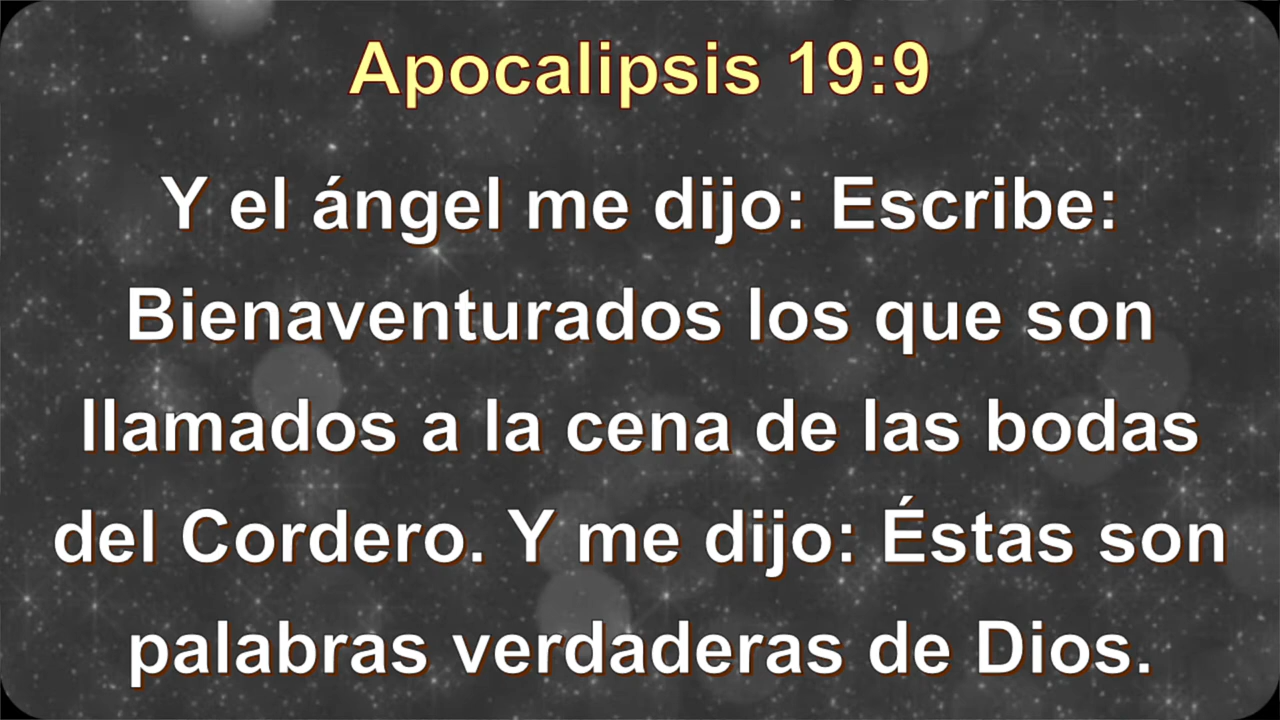 Apocalipsis 19:9
Y el ángel me dijo: Escribe:
Bienaventurados los que son
llamados a la cena de las bodas
del Cordero. Y me dijo: Éstas son
palabras verdaderas de Dios.